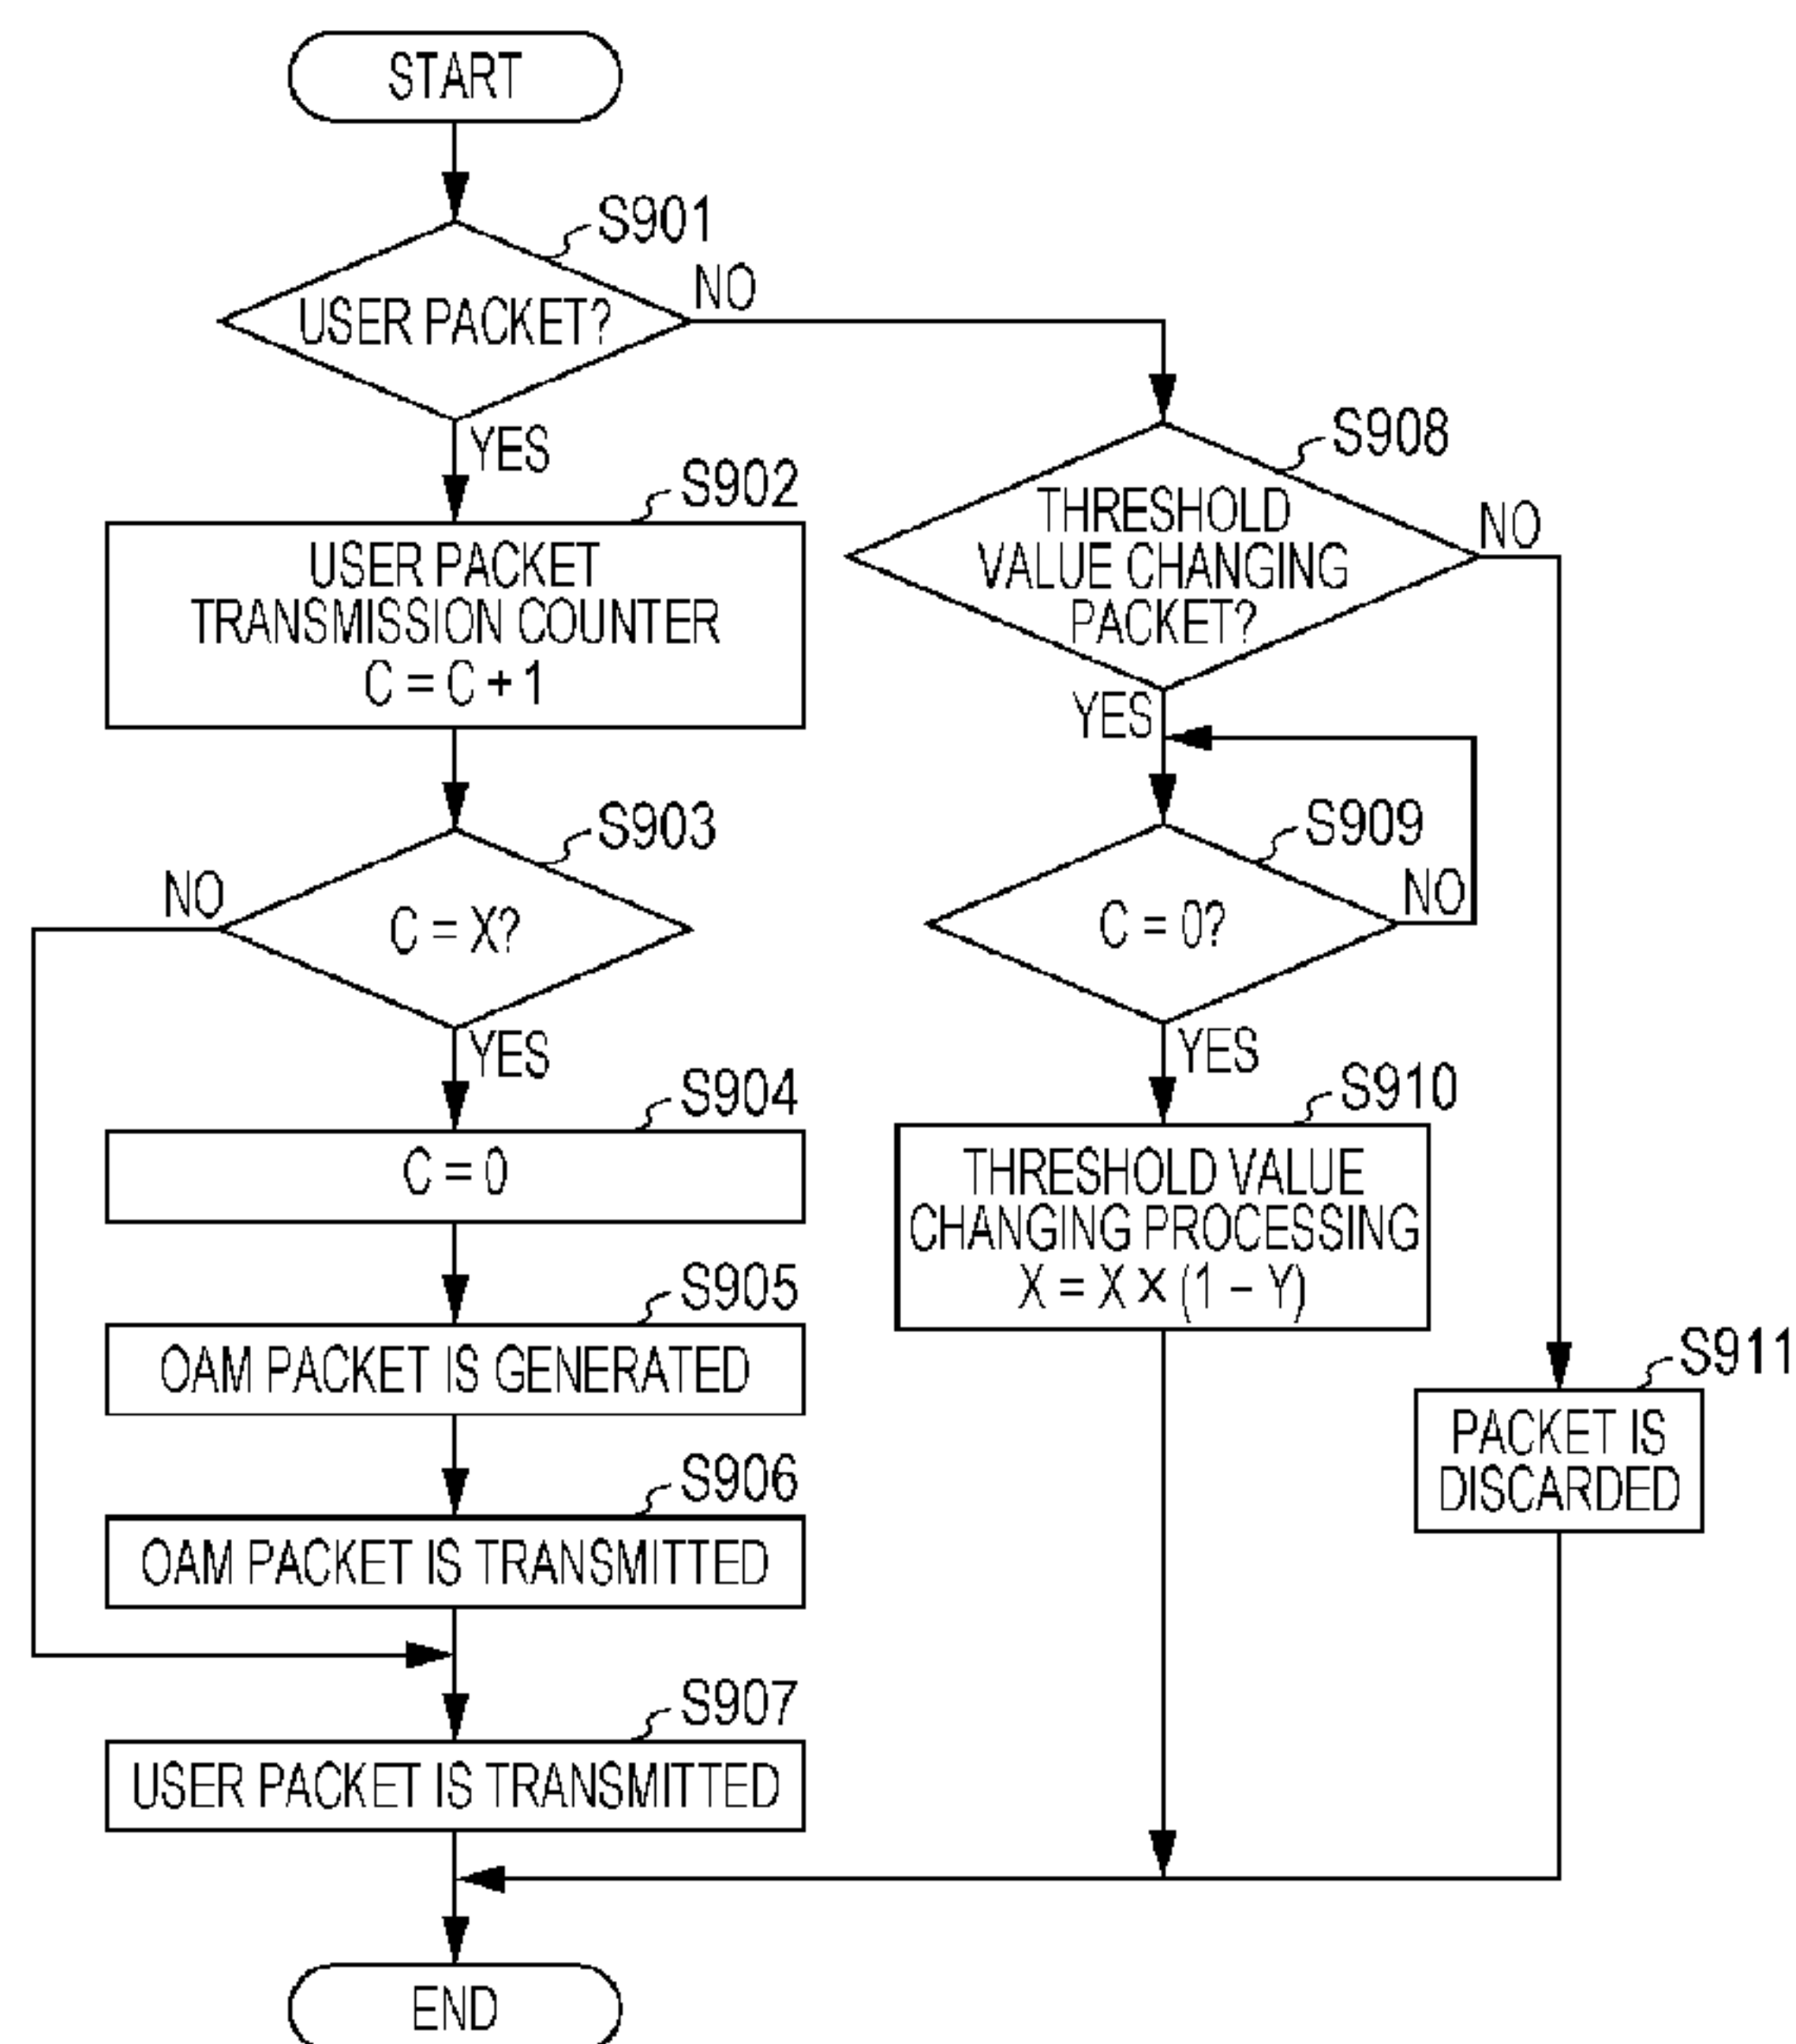 START
S901
USER PACKET?
NO
YES
S902
USER PACKET
TRANSMISSION COUNTER
C = C + 1
S903
NO
C = X?
YES
S904
C = 0
S905
OAM PACKET IS GENERATED
S906
OAM PACKET IS TRANSMITTED
S907
USER PACKET IS TRANSMITTED
S908
THRESHOLD
VALUE CHANGING
PACKET?
NO
YES
S909
C = 0?
NO
YES
S910
THRESHOLD VALUE
CHANGING PROCESSING
X = X × (1 – Y)
S911
PACKET IS
DISCARDED
END